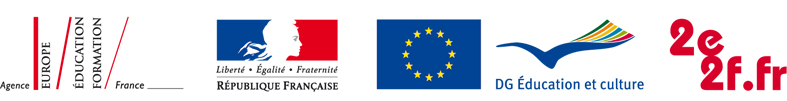 Agence
EUROPE
ÉDUCATION
FORMATION
France
Liberté • Égalité • Fraternité
RÉPUBLIQUE FRANÇAISE
DG Éducation et culture
2e
2f.fr